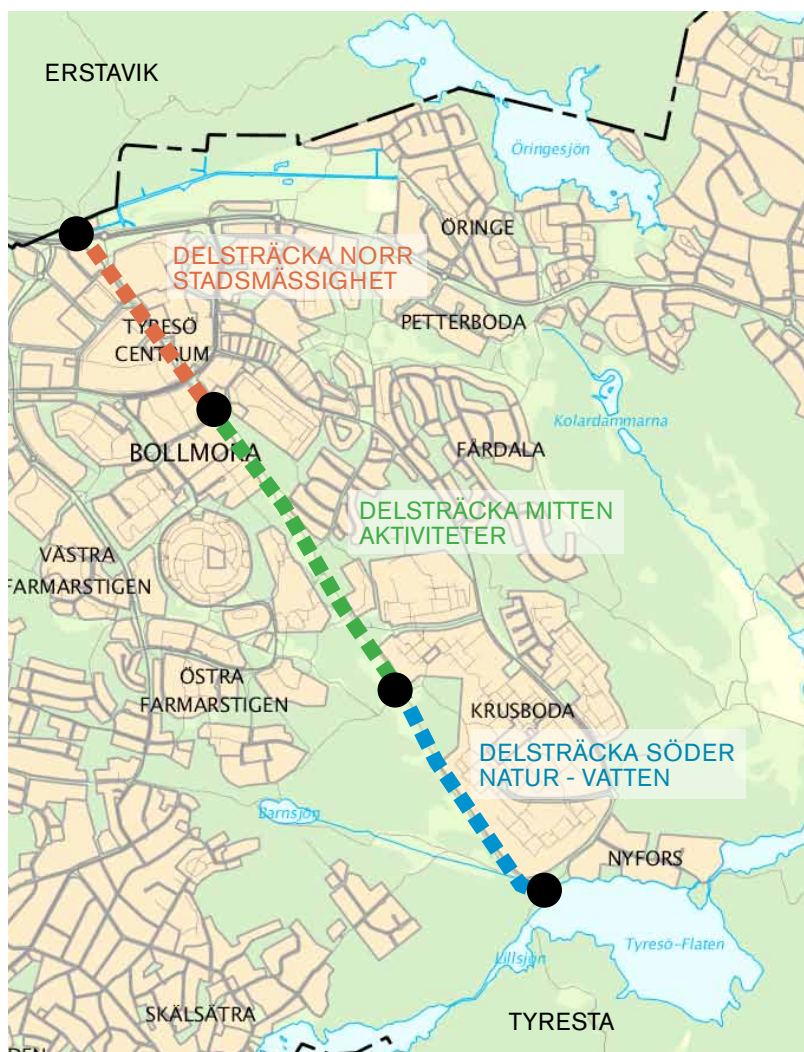 ERSTAVIK
Öringesjön
ÖRINGE
DELSTRÄCKA NORR
STADSMÄSSIGHET
TYRESÖ
CENTRUM
PETTERBODA
Kolardammarna
BOLLMORA
FÅRDALA
DELSTRÄCKA MITTEN
AKTIVITETER
VÄSTRA
FARMARSTIGEN
ÖSTRA
FARMARSTIGEN
KRUSBODA
DELSTRÄCKA SÖDER
NATUR - VATTEN
Barnsjön
NYFORS
Tyresö-Flaten
Lillsjön
SKÄLSÄTRA
TYRESTA